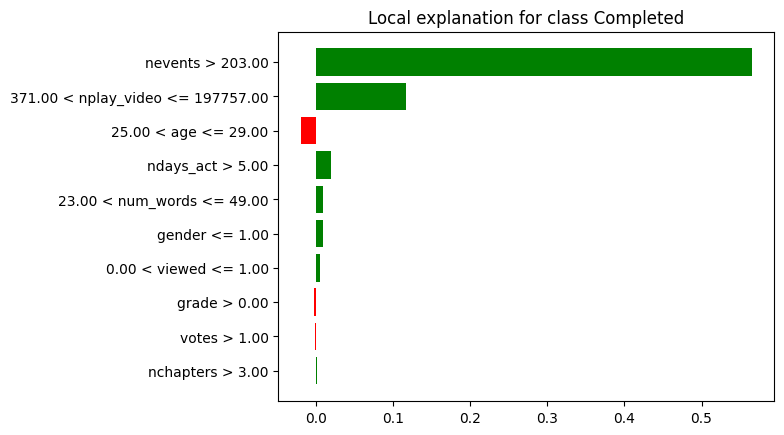 Local explanation for class Completed
nevents > 203.00
371.00 < nplay_video <= 197757.00
25.00 < age <= 29.00
ndays_act > 5.00
23.00 < num_words <= 49.00
gender <= 1.00
0.00 < viewed <= 1.00
grade > 0.00
votes > 1.00
nchapters > 3.00
0.0 0.1 0.2 0.3 0.4 0.5